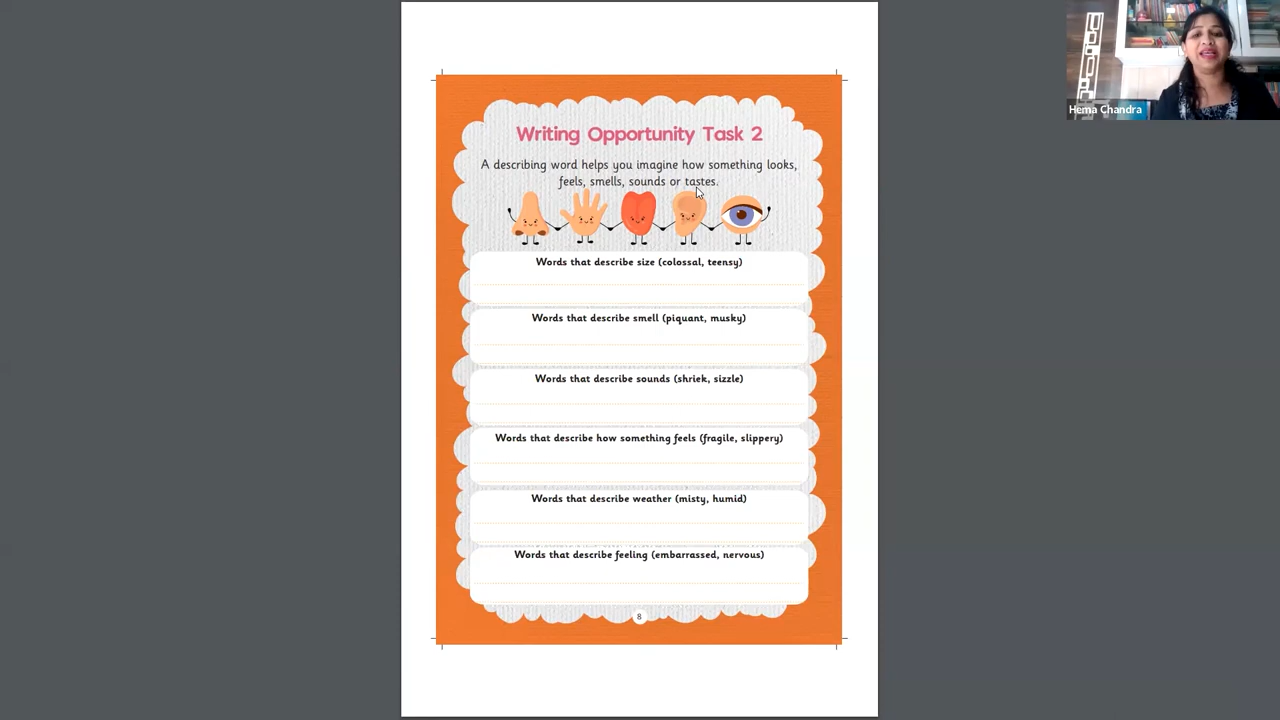 Writing Opportunity Task 2
A describing word helps you imagine how something looks,
feels, smells, sounds or tastes.
Words that describe size (colossal, teensy)
Words that describe smell (piquant, musky)
Words that describe sounds (shriek, sizzle)
Words that describe how something feels (fragile, slippery)
Words that describe weather (misty, humid)
Words that describe feeling (embarrassed, nervous)
8
Hema Chandra